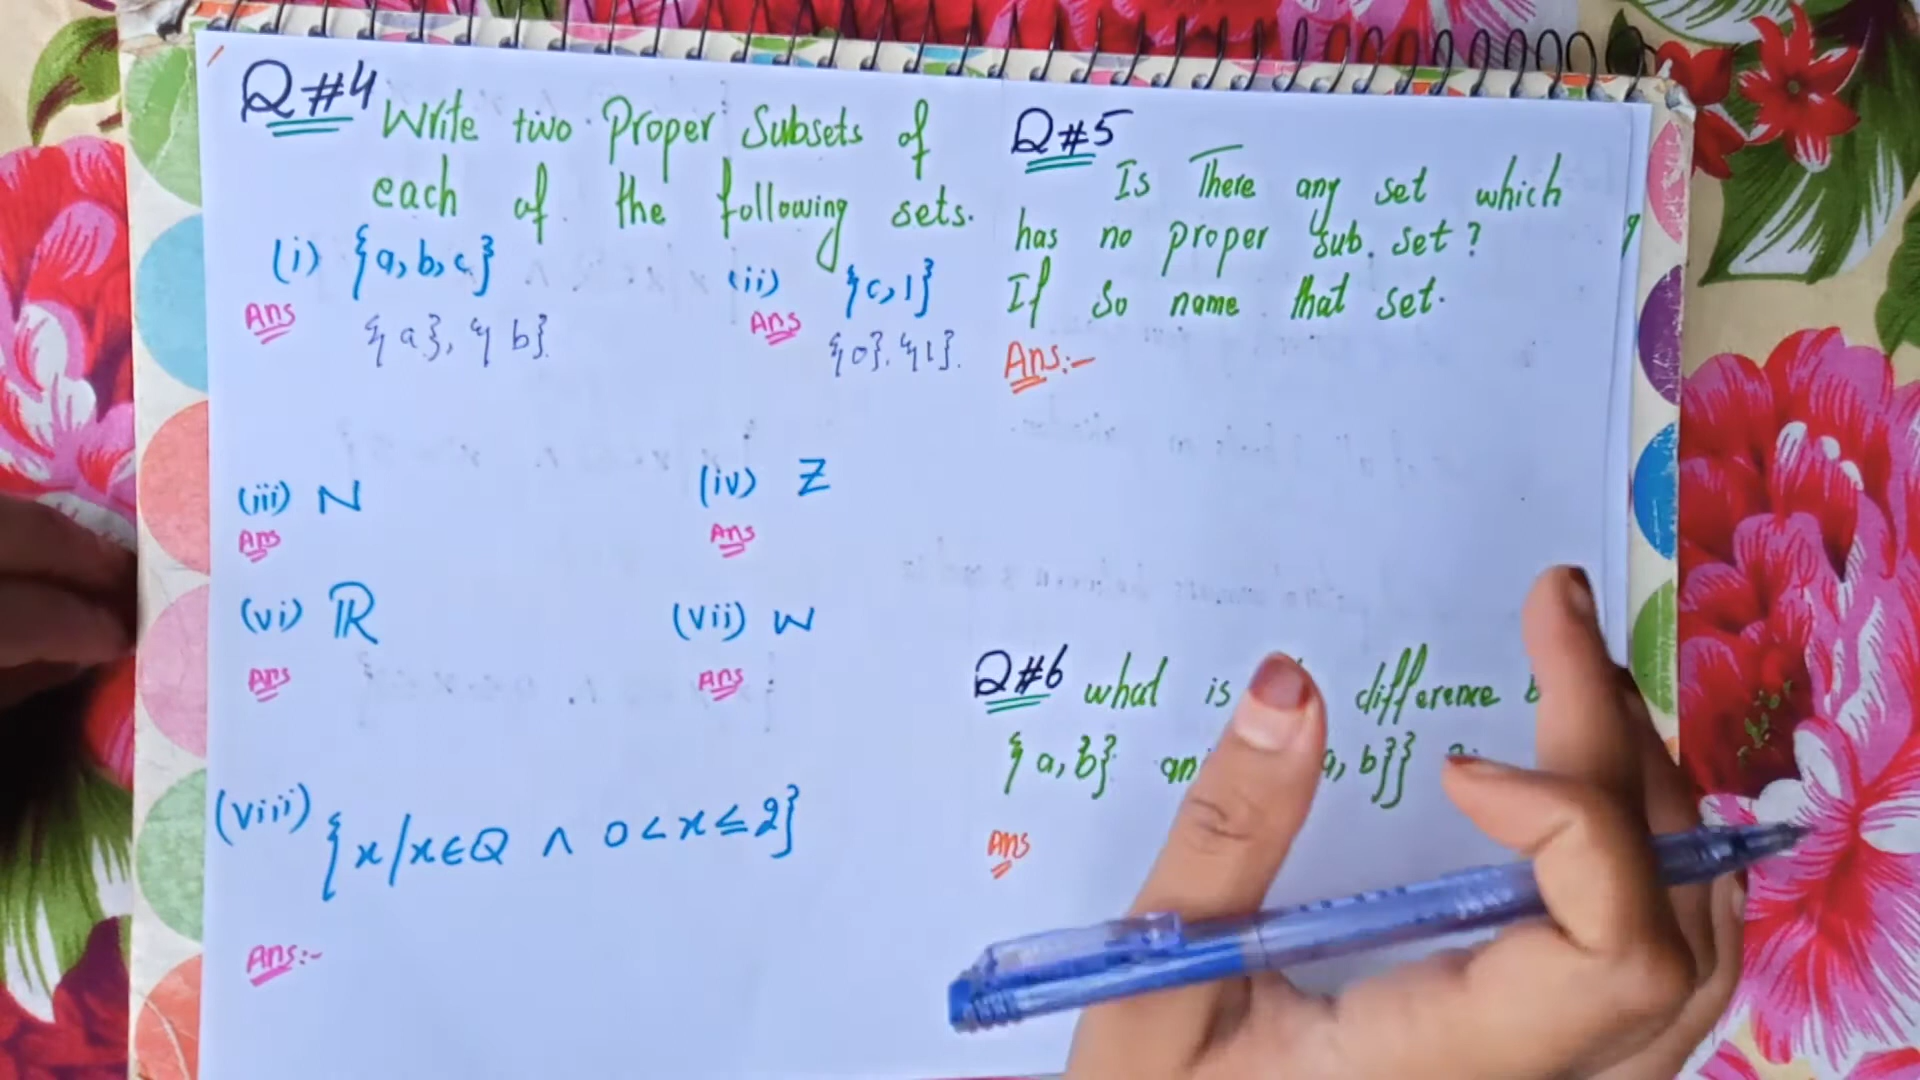 Q#4
Write two Proper Subsets of
each of the following sets.
(i) {a, b, c}
Ans
{a}, {b}.
(ii) {c, 1}
Ans
{0}. {1}.
(iii) N
Ans
(iv) Z
Ans
(vi) ℝ
Ans
(vii) W
Ans
(viii) {x/x∈Q ∧ 0<x≤2}
Ans:-
Q#5
Is There any set which
has no proper sub.set?
If so name that set.
Ans:-
Q#6 what is difference
{a, b} a, b}}
Ans